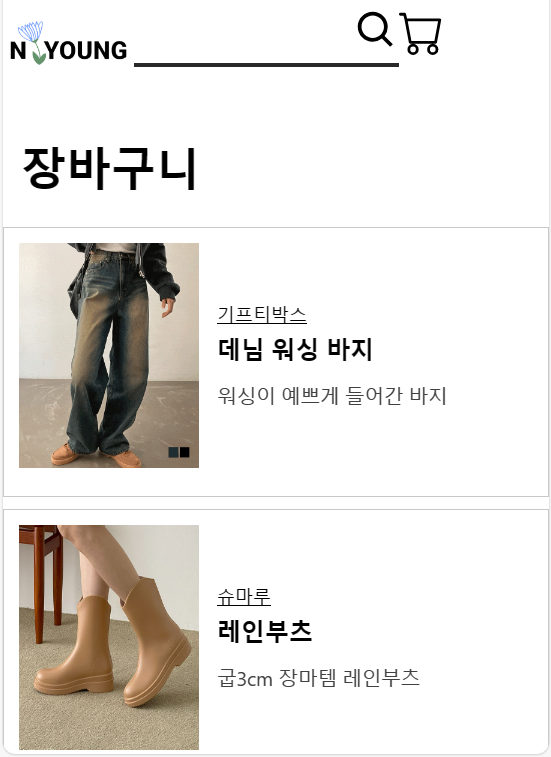 N YOUNG
장바구니
기프티박스
데님 워싱 바지
워싱이 예쁘게 들어간 바지
슈마루
레인부츠
굽3cm 장마템 레인부츠